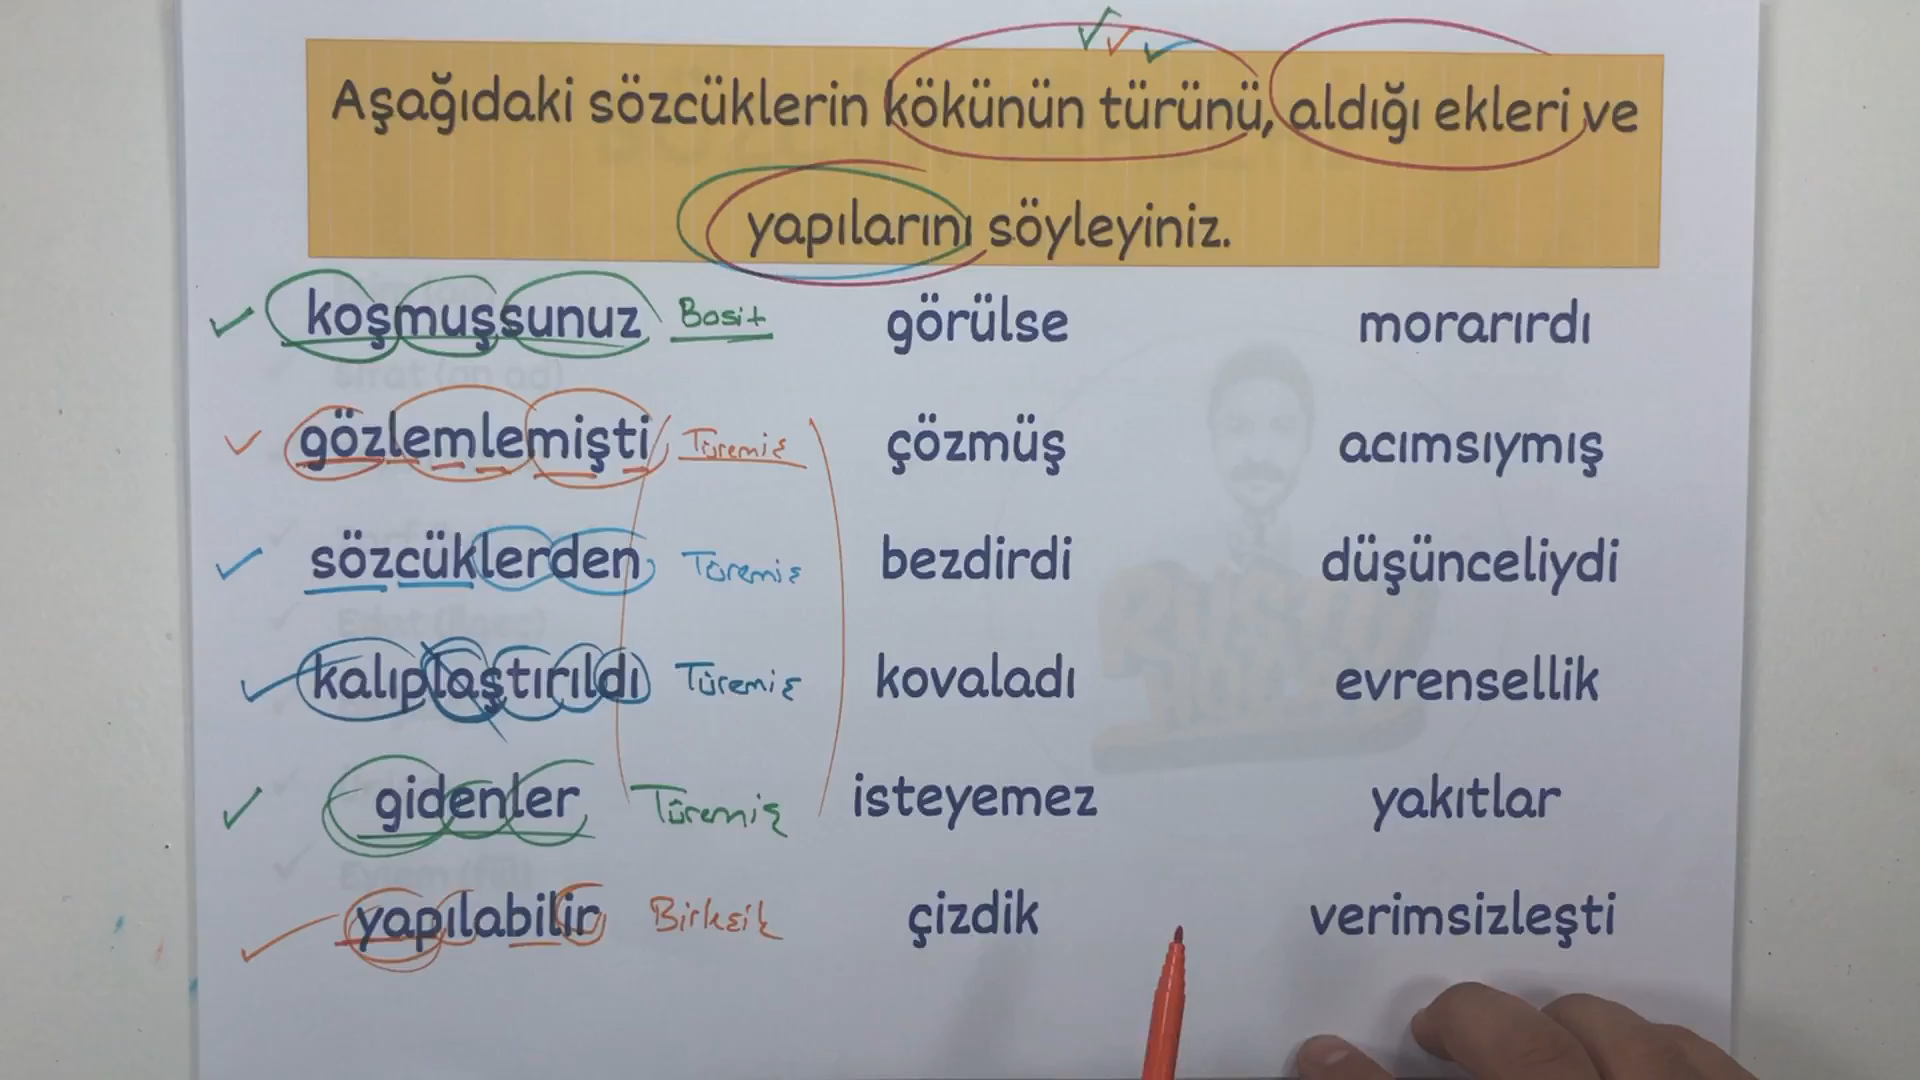 Aşağıdaki sözcüklerin kökünün türünü, aldığı ekleri ve
yapılarını söyleyiniz.
koşmuşsunuz Basit görülse morarırdı
gözlemlemişti Türemiş çözmüş acımsıymış
sözcüklerden Türemiş bezdirdi düşünceliydi
kalıplaştırıldı Türemiş kovaladı evrensellik
gidenler Türemiş isteyemez yakıtlar
yapılabilir Birleşik çizdik verimsizleşti